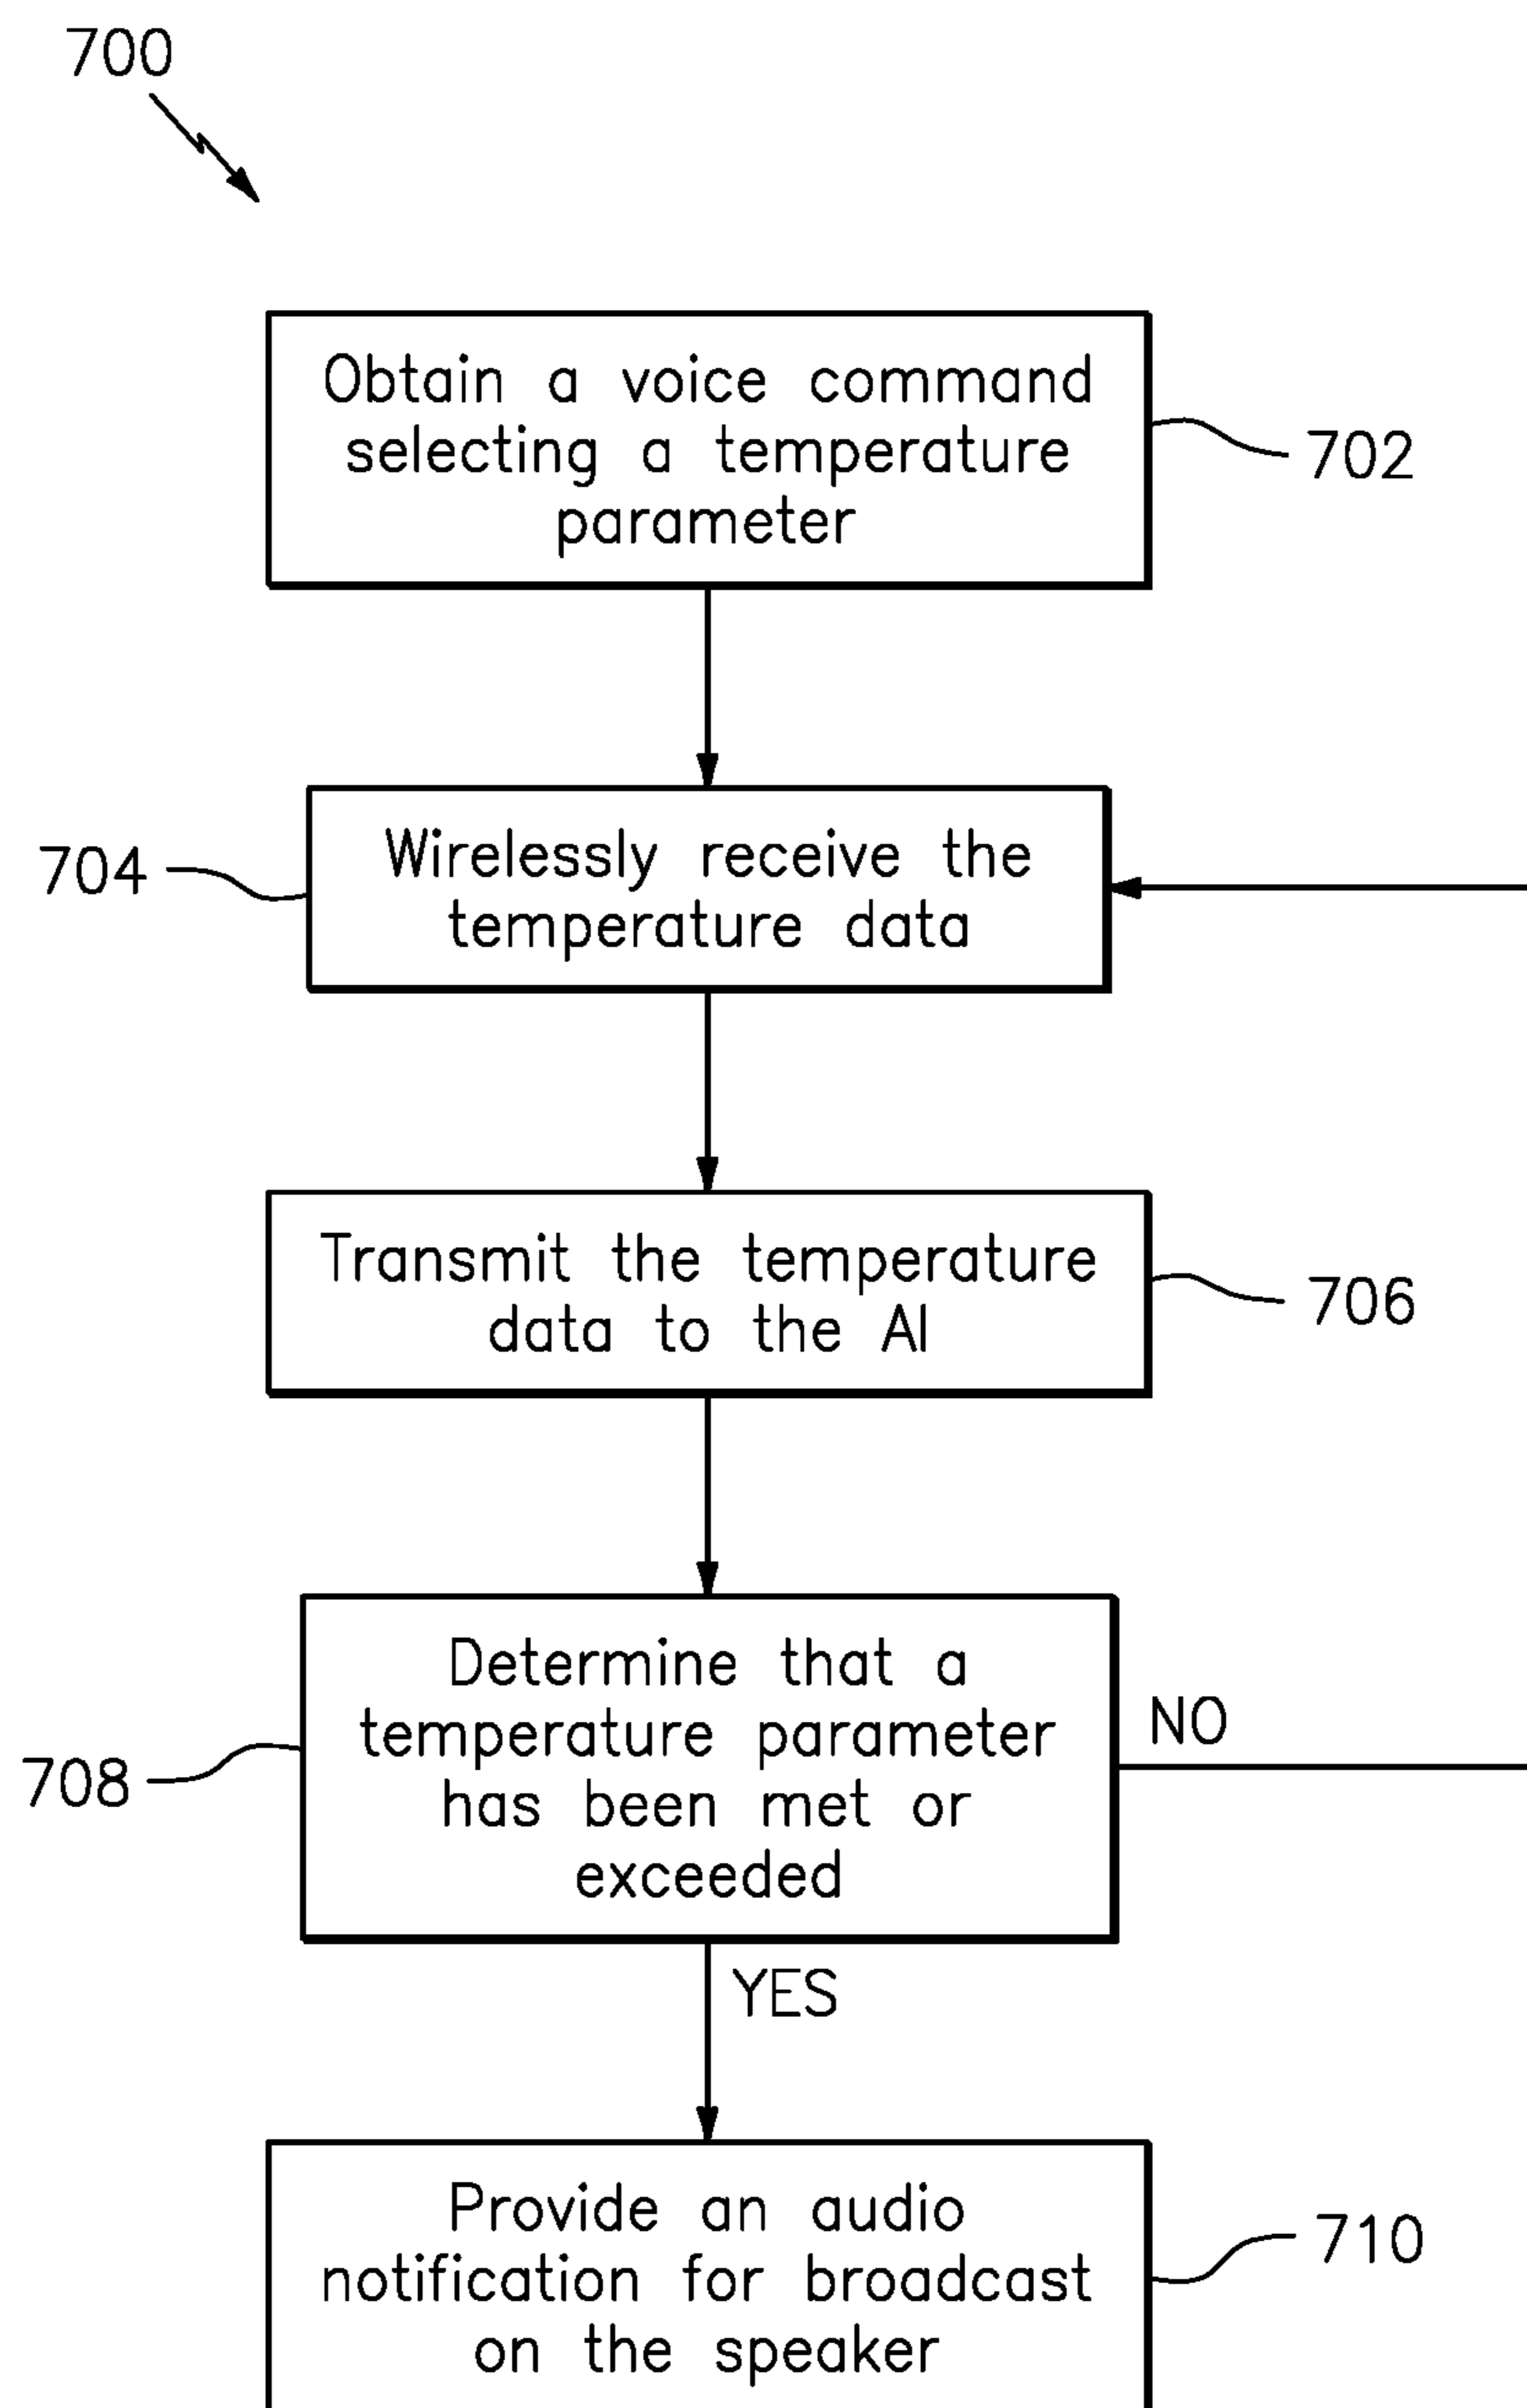 700
Obtain a voice command
selecting a temperature
parameter
702
Wirelessly receive the
temperature data
704
Transmit the temperature
data to the AI
706
Determine that a
temperature parameter
has been met or
exceeded
708
NO
YES
Provide an audio
notification for broadcast
on the speaker
710